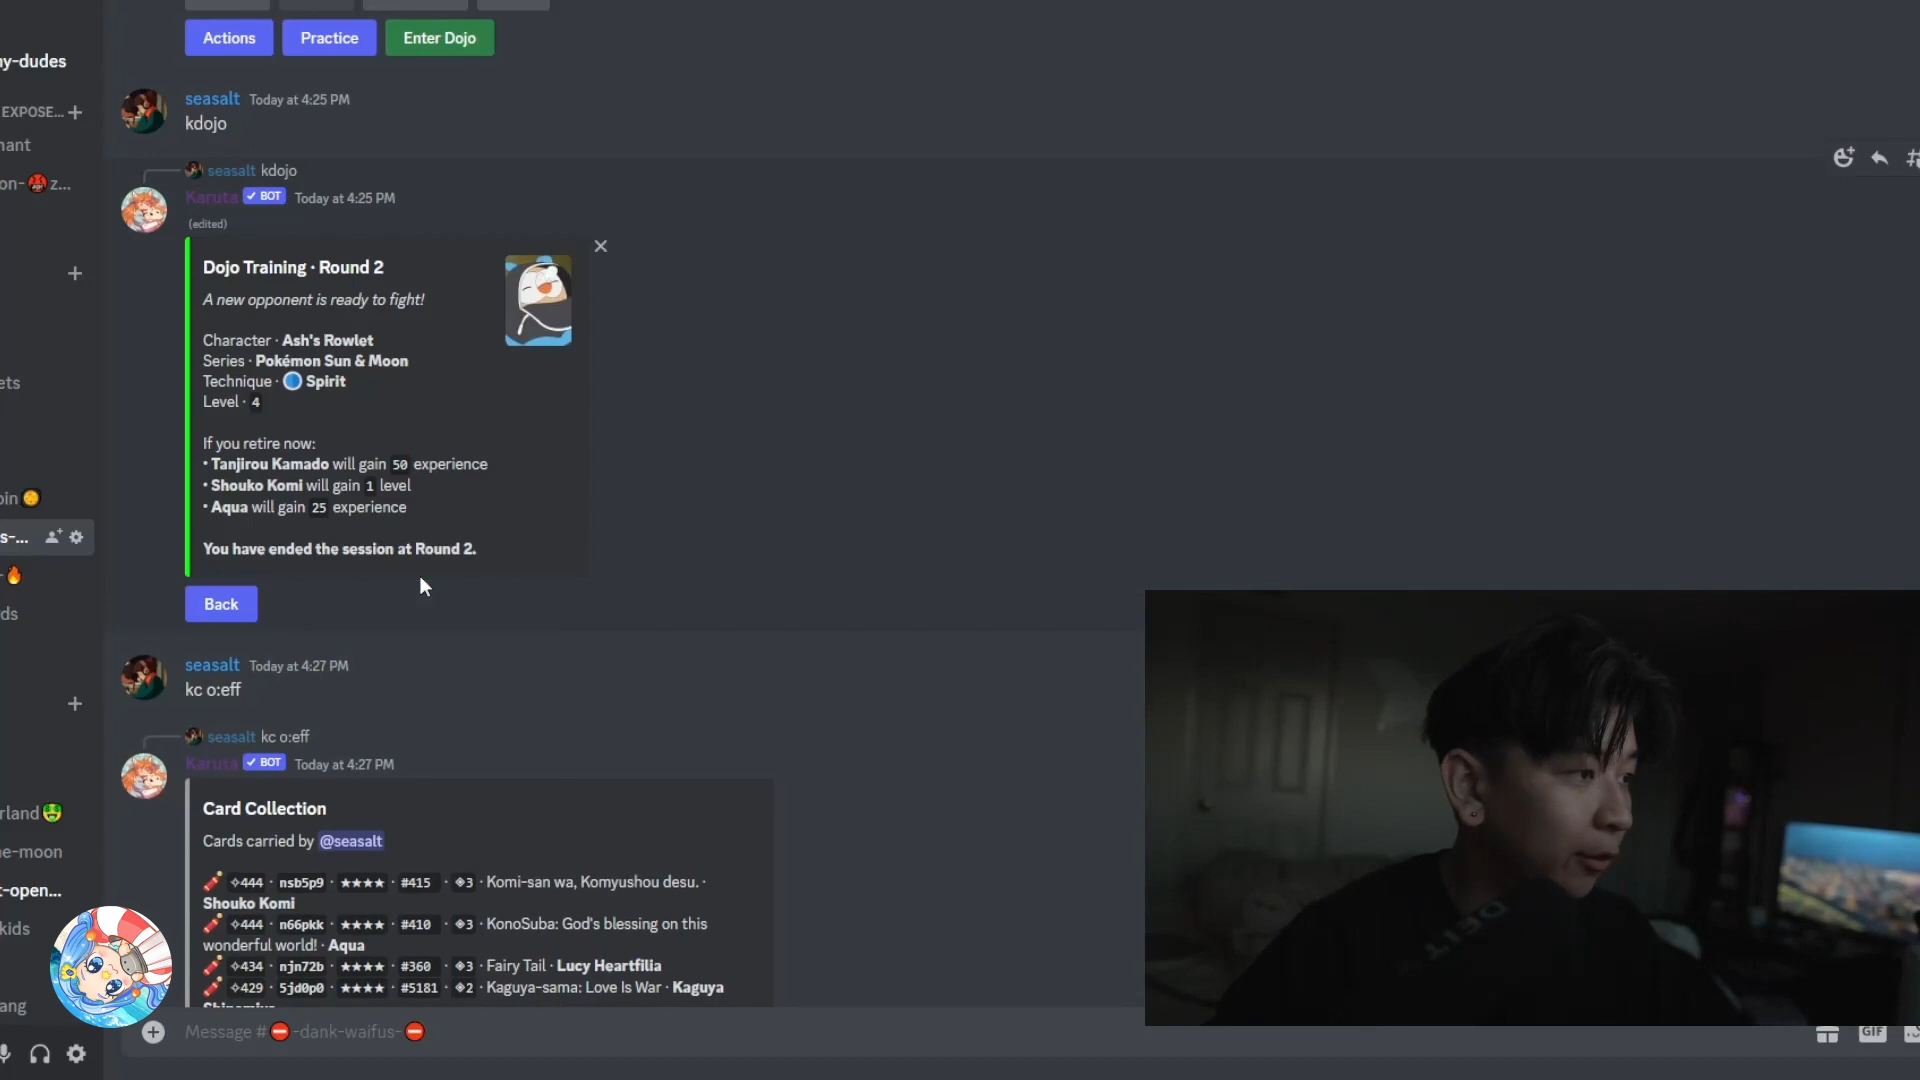 Actions Practice Enter Dojo
ny-dudes
seasalt Today at 4:25 PM
EXPOSE...
kdojo
nant
seasalt kdojo
on- z...
Karuta ✓ BOT Today at 4:25 PM
(edited)
Dojo Training · Round 2
A new opponent is ready to fight!
Character · Ash's Rowlet
Series · Pokémon Sun & Moon
Technique · Spirit
ets
Level · 4
If you retire now:
• Tanjirou Kamado will gain 50 experience
• Shouko Komi will gain 1 level
oin
• Aqua will gain 25 experience
s-...
You have ended the session at Round 2.
Back
ds
seasalt Today at 4:27 PM
kc o:eff
seasalt kc o:eff
Karuta ✓ BOT Today at 4:27 PM
Card Collection
rland
Cards carried by @seasalt
e-moon
◈444 · nsb5p9 · ★★★★ · #415 · ◈3 · Komi-san wa, Komyushou desu. ·
t-open...
Shouko Komi
◈444 · n66pkk · ★★★★ · #410 · ◈3 · KonoSuba: God's blessing on this
kids
wonderful world! · Aqua
◈434 · njn72b · ★★★★ · #360 · ◈3 · Fairy Tail · Lucy Heartfilia
◈429 · 5jd0p0 · ★★★★ · #5181 · ◈2 · Kaguya-sama: Love Is War · Kaguya
ang
Message #⛔-dank-waifus-⛔
GIF